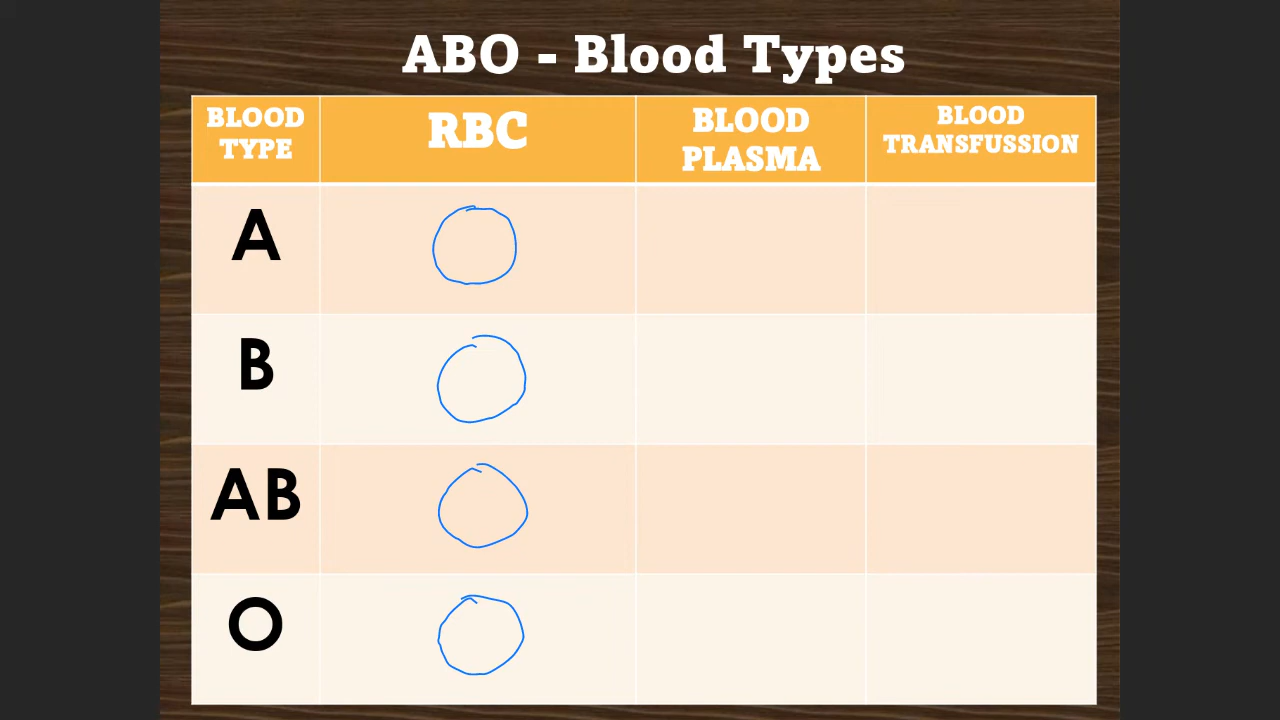 ABO - Blood Types
BLOOD
TYPE
RBC
BLOOD
PLASMA
BLOOD
TRANSFUSSION
A
B
AB
O